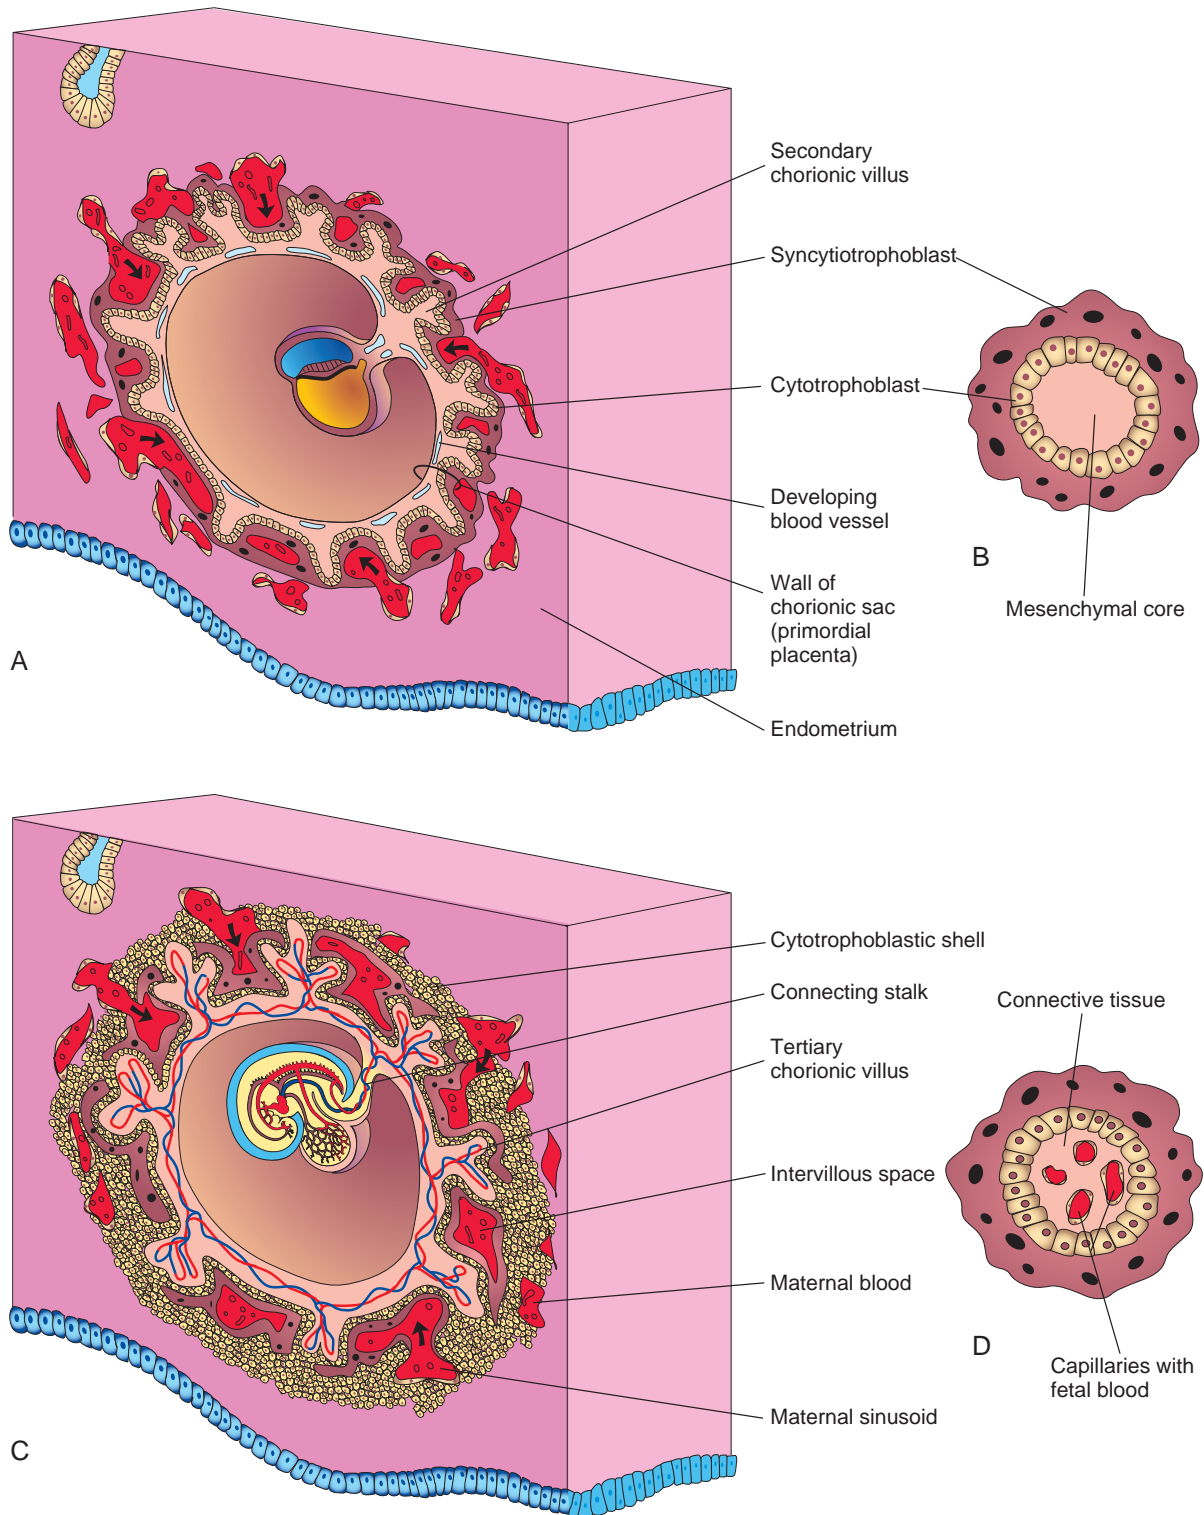 Secondary
chorionic villus
Syncytiotrophoblast
Cytotrophoblast
Developing
blood vessel
B
Mesenchymal core
Wall of
chorionic sac
(primordial
placenta)
A
Endometrium
Cytotrophoblastic shell
Connecting stalk
Connective tissue
Tertiary
chorionic villus
Intervillous space
Maternal blood
D
Capillaries with
fetal blood
Maternal sinusoid
C